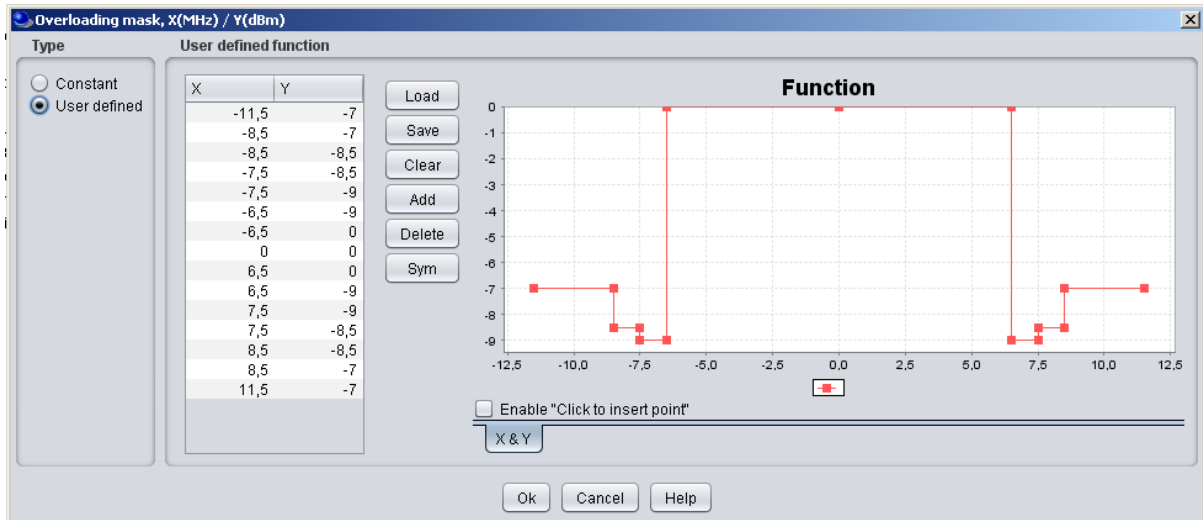 Overloading mask, X(MHz) / Y(dBm)
Type
Constant
User defined
User defined function
X Y
-11,5 -7
-8,5 -7
-8,5 -8,5
-7,5 -8,5
-7,5 -9
-6,5 -9
-6,5 0
0 0
6,5 0
6,5 -9
7,5 -9
7,5 -8,5
8,5 -8,5
8,5 -7
11,5 -7
Load
Save
Clear
Add
Delete
Sym
Function
0
-1
-2
-3
-4
-5
-6
-7
-8
-9
-12,5 -10,0 -7,5 -5,0 -2,5 0,0 2,5 5,0 7,5 10,0 12,5
Enable "Click to insert point"
X & Y
Ok Cancel Help